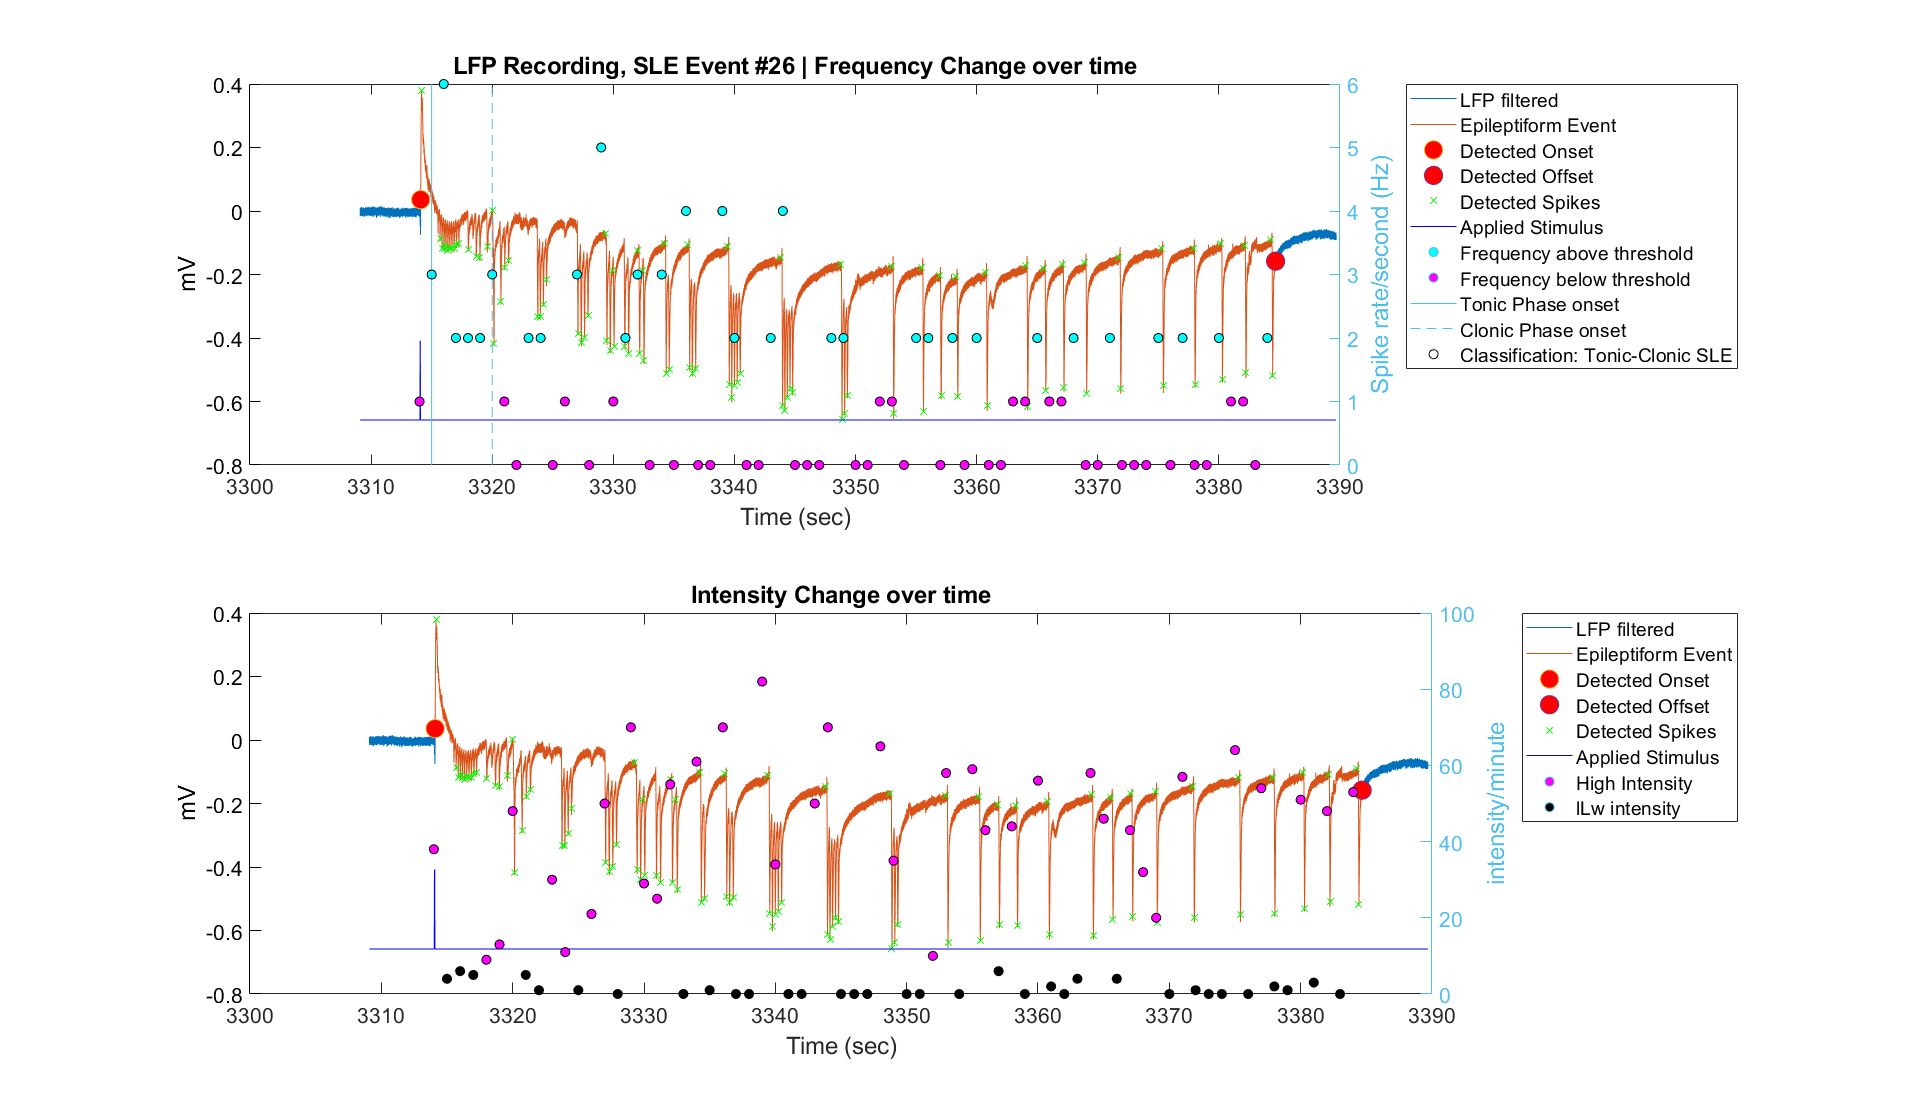 LFP Recording, SLE Event #26 | Frequency Change over time
0.4
0.2
0
-0.2
-0.4
-0.6
-0.8
mV
3300
3310
3320
3330
3340
3350
3360
3370
3380
3390
Time (sec)
6
5
4
3
2
1
0
Spike rate/second (Hz)
LFP filtered
Epileptiform Event
Detected Onset
Detected Offset
Detected Spikes
Applied Stimulus
Frequency above threshold
Frequency below threshold
Tonic Phase onset
Clonic Phase onset
Classification: Tonic-Clonic SLE
Intensity Change over time
0.4
0.2
0
-0.2
-0.4
-0.6
-0.8
mV
3300
3310
3320
3330
3340
3350
3360
3370
3380
3390
Time (sec)
100
80
60
40
20
0
intensity/minute
LFP filtered
Epileptiform Event
Detected Onset
Detected Offset
Detected Spikes
Applied Stimulus
High Intensity
lLw intensity